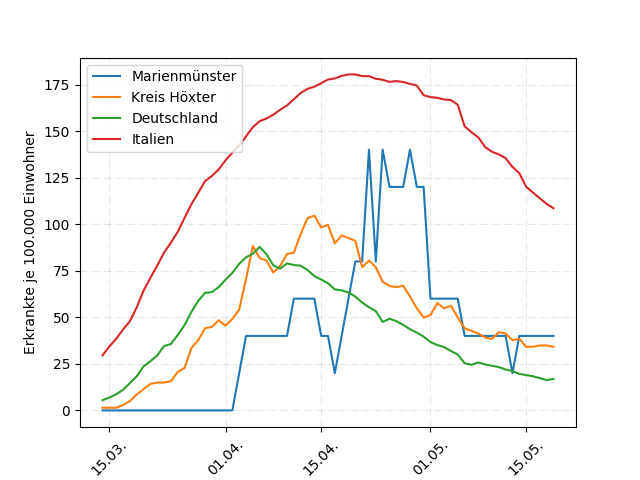 Marienmünster
Kreis Höxter
Deutschland
Italien
Erkrankte je 100.000 Einwohner
175
150
125
100
75
50
25
0
15.03.
01.04.
15.04.
01.05.
15.05.